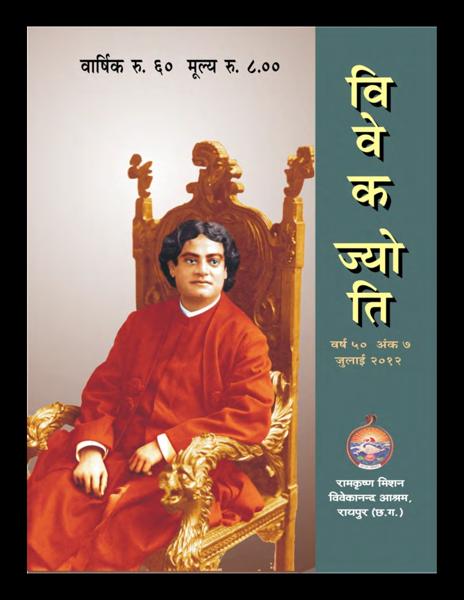 वार्षिक रु. ६० मूल्य रु. ८.००
वि
वे
क
ज्यो
ति
वर्ष ५० अंक ७
जुलाई २०१२
रामकृष्ण मिशन
विवेकानन्द आश्रम,
रायपुर (छ.ग.)